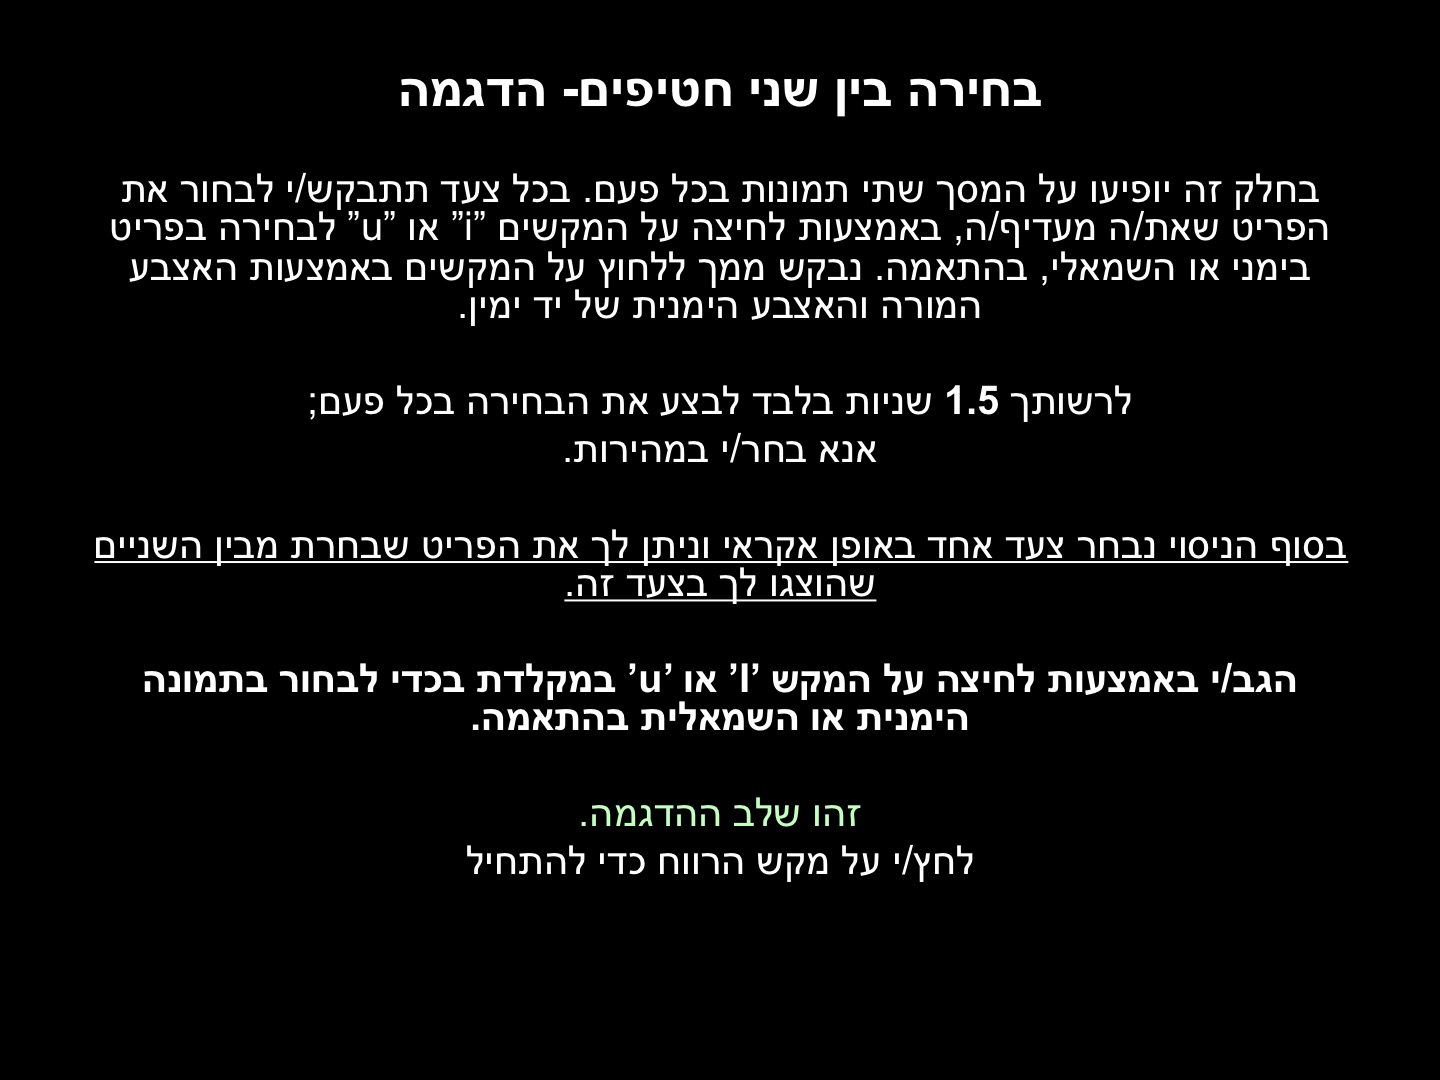 בחירה בין שני חטיפים- הדגמה
בחלק זה יופיעו על המסך שתי תמונות בכל פעם. בכל צעד תתבקש/י לבחור את
הפריט שאת/ה מעדיף/ה, באמצעות לחיצה על המקשים ”i” או ”u” לבחירה בפריט
בימני או השמאלי, בהתאמה. נבקש ממך ללחוץ על המקשים באמצעות האצבע
המורה והאצבע הימנית של יד ימין.
לרשותך 1.5 שניות בלבד לבצע את הבחירה בכל פעם;
אנא בחר/י במהירות.
בסוף הניסוי נבחר צעד אחד באופן אקראי וניתן לך את הפריט שבחרת מבין השניים
שהוצגו לך בצעד זה.
הגב/י באמצעות לחיצה על המקש ’I’ או ’u’ במקלדת בכדי לבחור בתמונה
הימנית או השמאלית בהתאמה.
זהו שלב ההדגמה.
לחץ/י על מקש הרווח כדי להתחיל